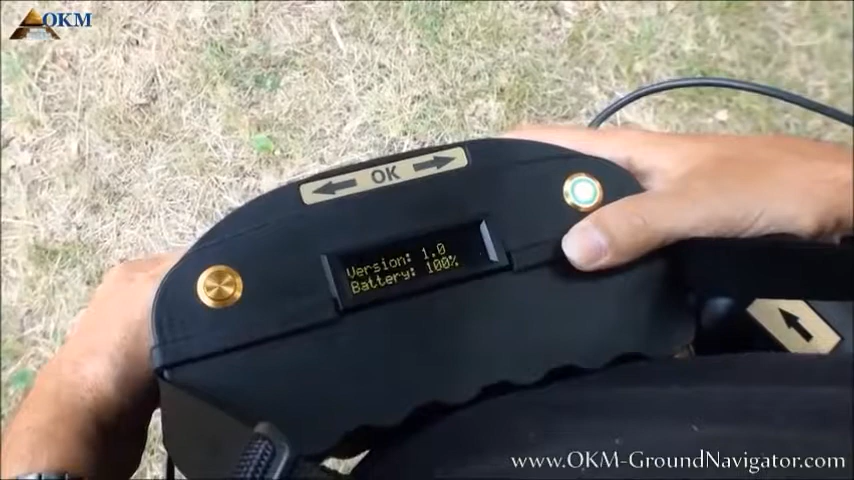 OKM
← OK →
Version: 1.0
Battery: 100%
www.OKM-GroundNavigator.com